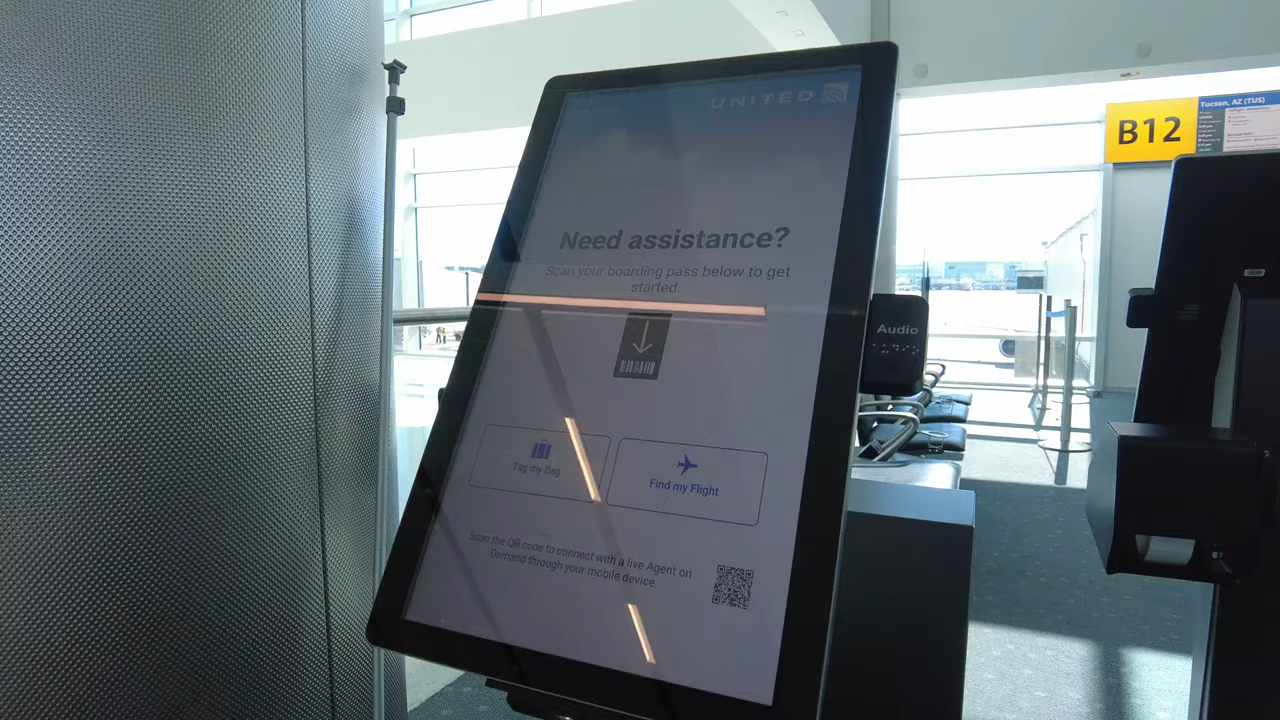 UNITED
Need assistance?
Scan your boarding pass below to get
started.
Tag my Bag
Find my Flight
Scan the QR code to connect with a live Agent on
Demand through your mobile device.
Audio
B12
Tucson, AZ (TUS)